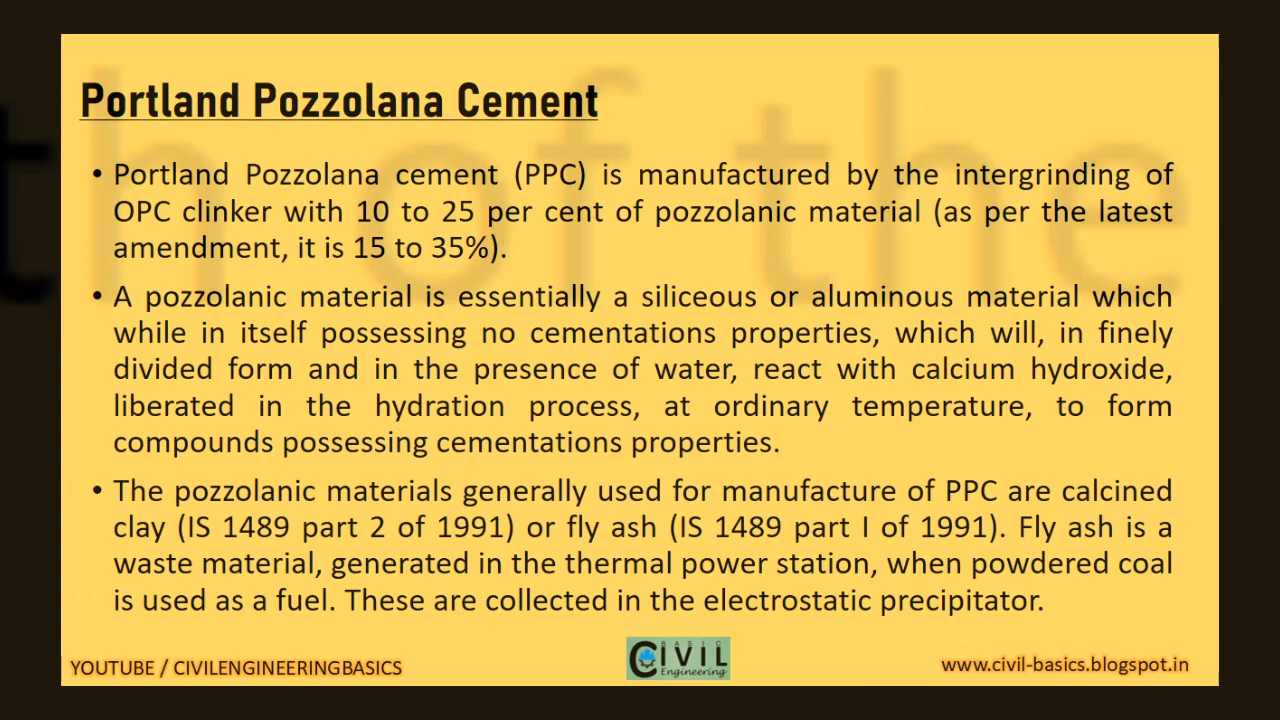 Portland Pozzolana Cement
• Portland Pozzolana cement (PPC) is manufactured by the intergrinding of
OPC clinker with 10 to 25 per cent of pozzolanic material (as per the latest
amendment, it is 15 to 35%).
• A pozzolanic material is essentially a siliceous or aluminous material which
while in itself possessing no cementations properties, which will, in finely
divided form and in the presence of water, react with calcium hydroxide,
liberated in the hydration process, at ordinary temperature, to form
compounds possessing cementations properties.
• The pozzolanic materials generally used for manufacture of PPC are calcined
clay (IS 1489 part 2 of 1991) or fly ash (IS 1489 part I of 1991). Fly ash is a
waste material, generated in the thermal power station, when powdered coal
is used as a fuel. These are collected in the electrostatic precipitator.
YOUTUBE / CIVILENGINEERINGBASICS
BASIC
CIVIL
Engineering
www.civil-basics.blogspot.in
th of the